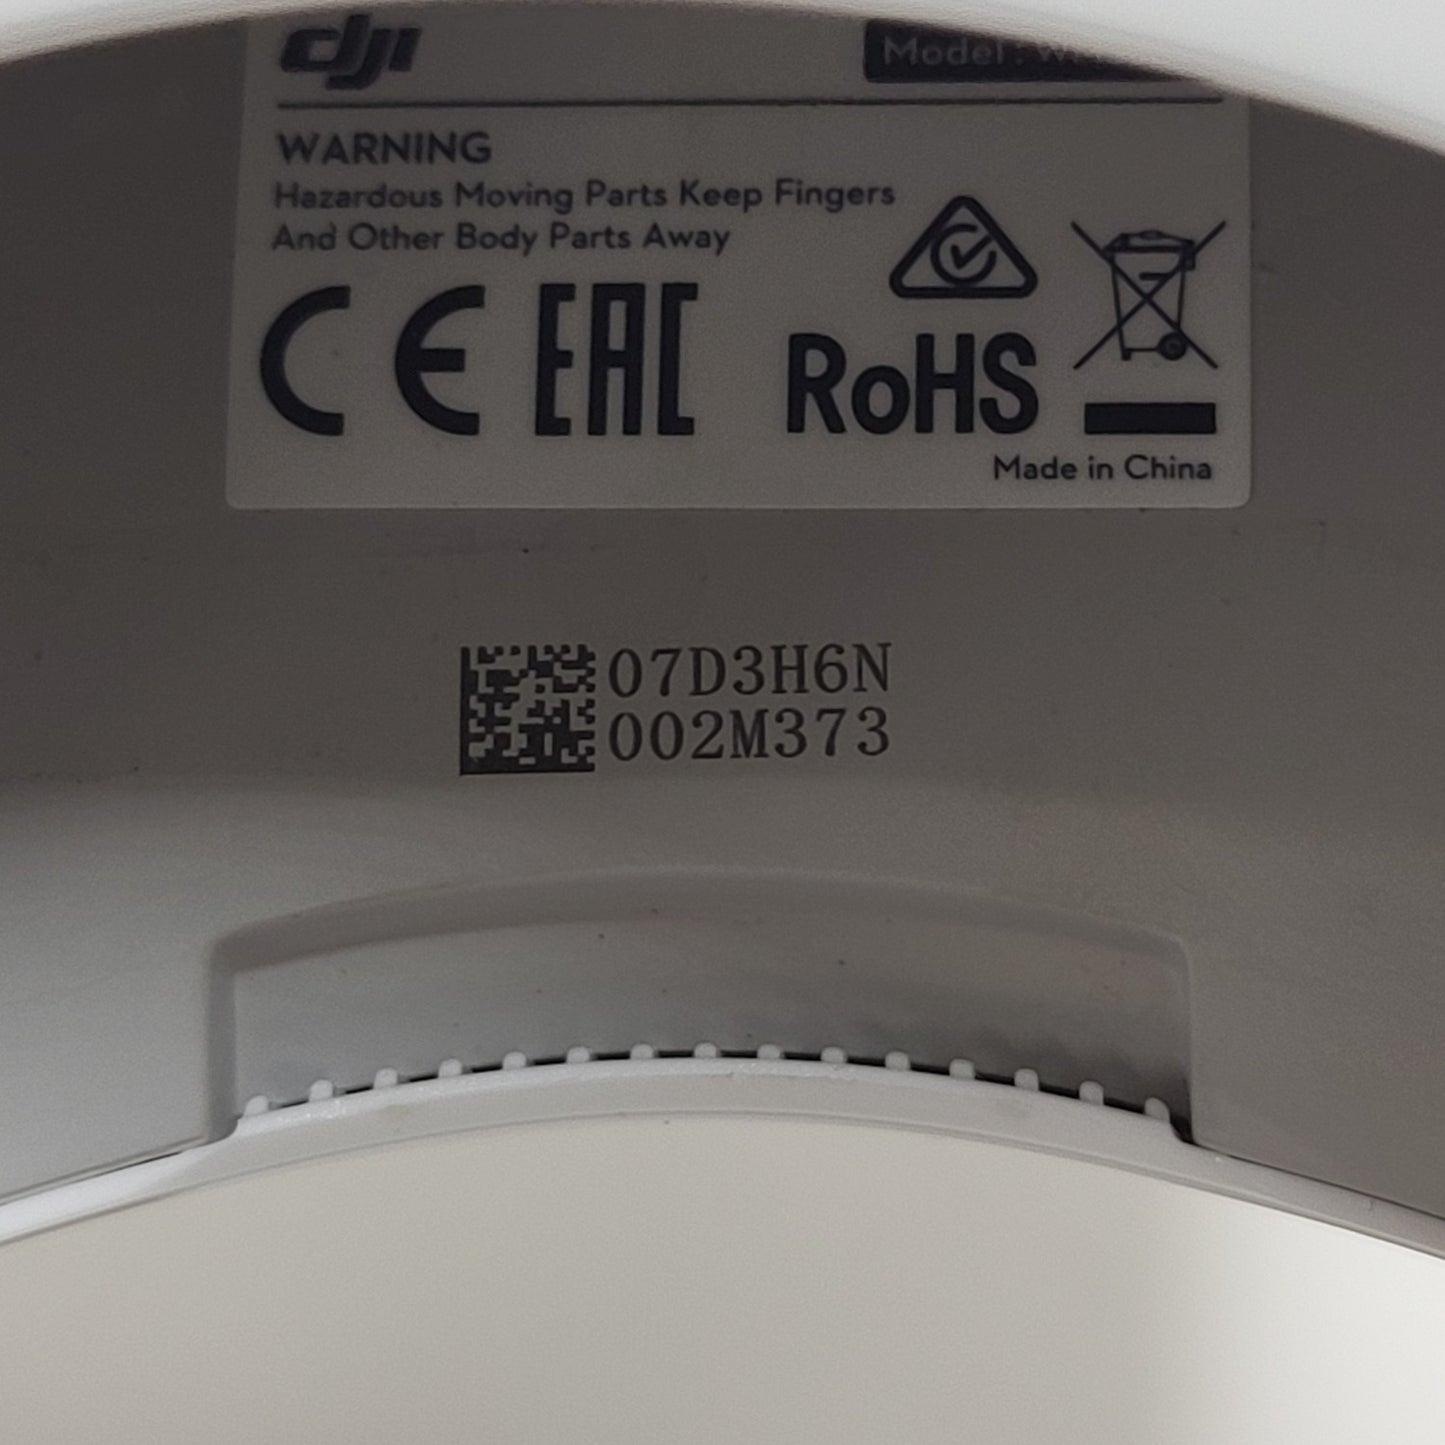 dji
Model:
WARNING
Hazardous Moving Parts Keep Fingers
And Other Body Parts Away
CE EAC RoHS
Made in China
07D3H6N
002M373